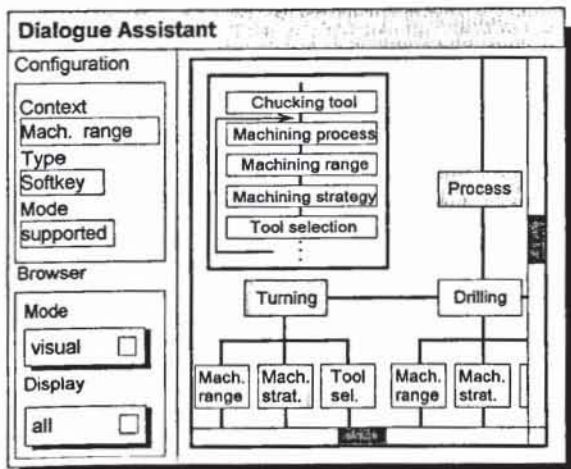 Dialogue Assistant
Configuration
Context
Mach. range
Type
Softkey
Mode
supported
Browser
Mode
visual
Display
all
Chucking tool
Machining process
Machining range
Machining strategy
Tool selection
Process
Turning
Drilling
Mach.
range
Mach.
strat.
Tool
sel.
Mach.
range
Mach.
strat.